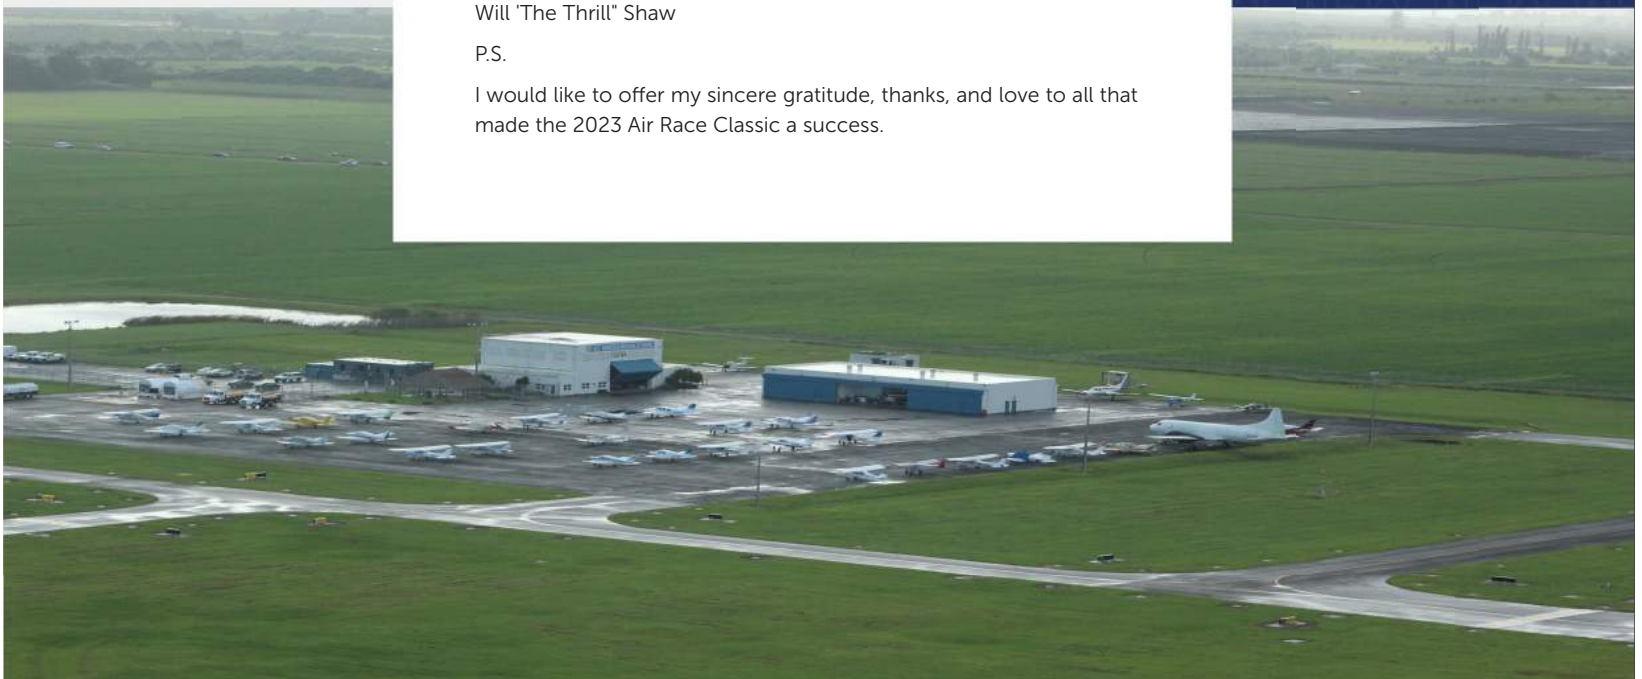 Will 'The Thrill" Shaw
P.S.
I would like to offer my sincere gratitude, thanks, and love to all that
made the 2023 Air Race Classic a success.